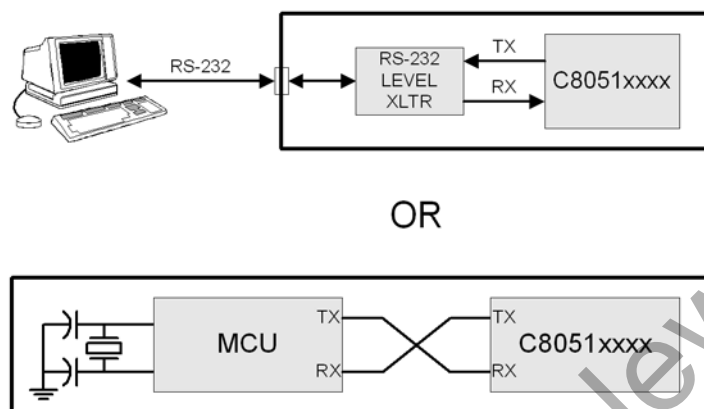 RS-232
RS-232
LEVEL
XLTR
TX
RX
C8051xxxx
OR
MCU
TX
RX
TX
RX
C8051xxxx